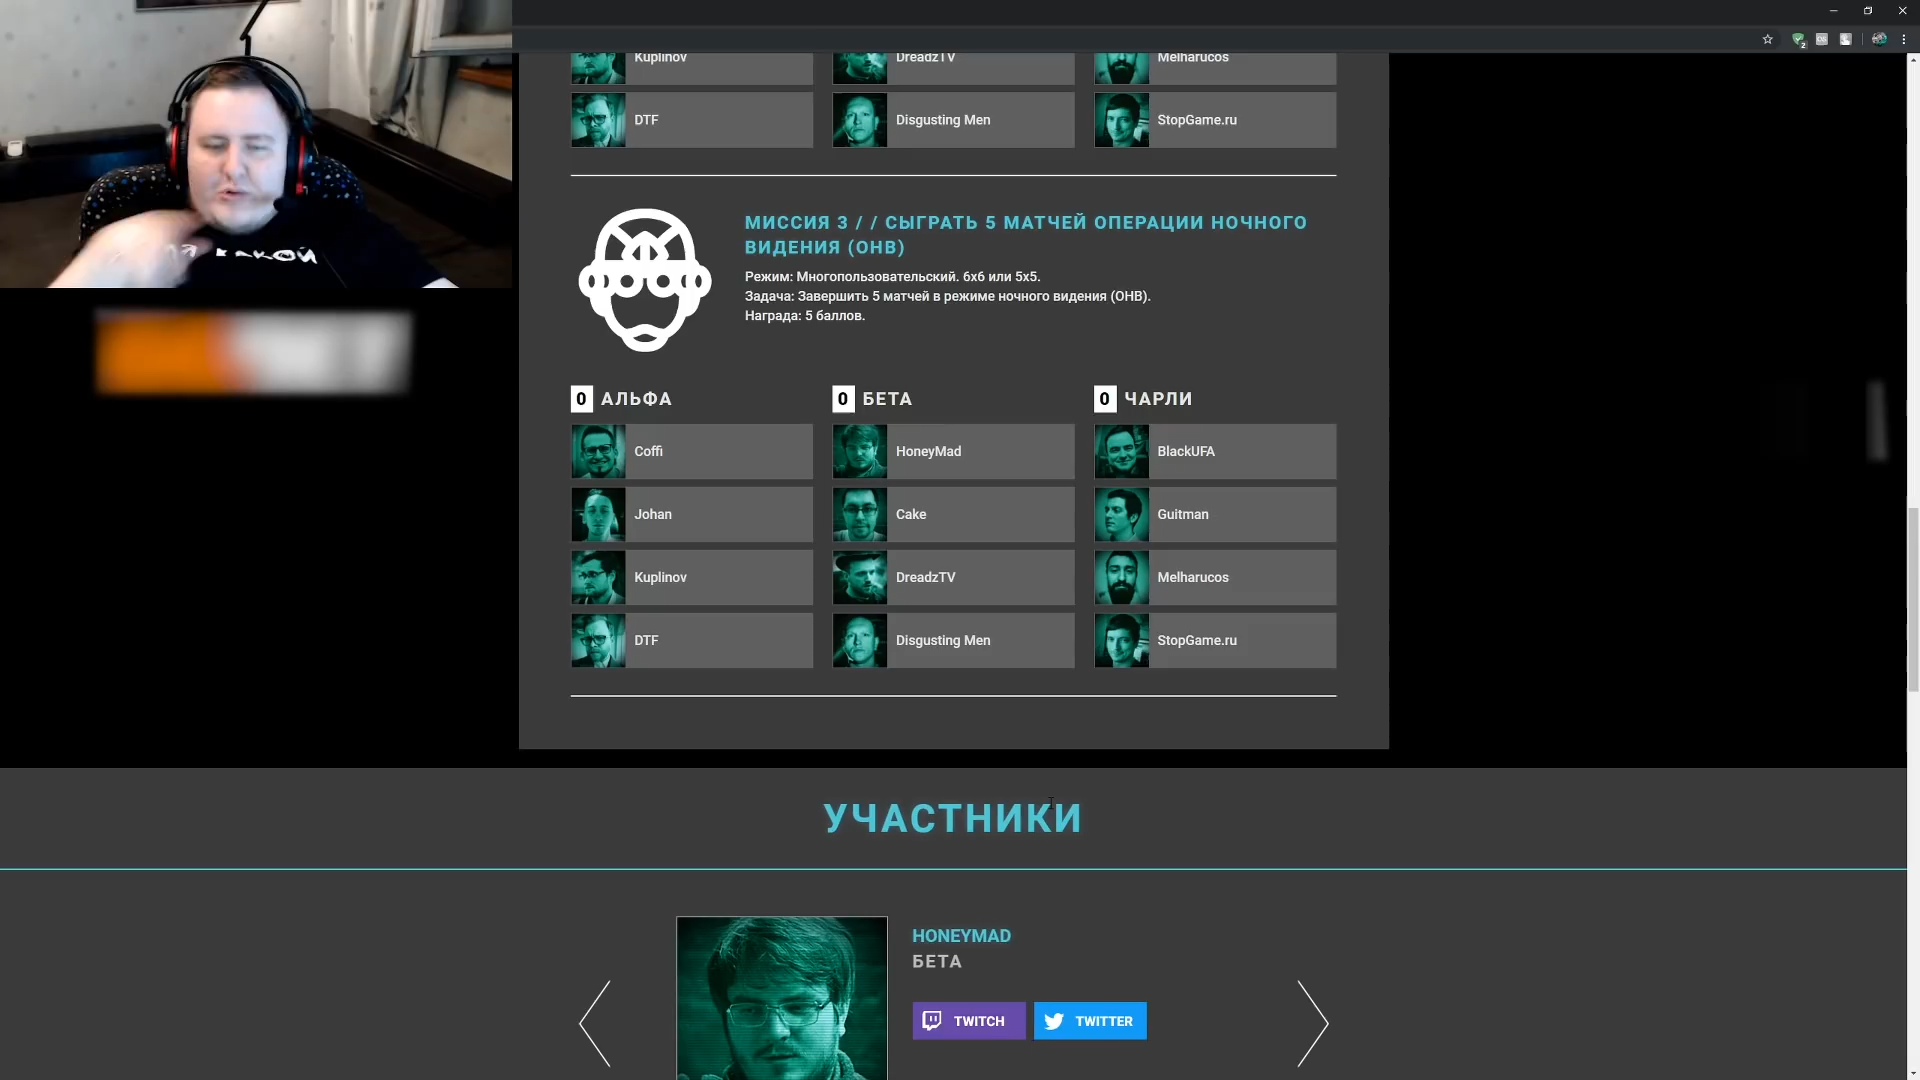 Kuplinov
DreadzTV
Melharucos
DTF
Disgusting Men
StopGame.ru
МИССИЯ 3 / / СЫГРАТЬ 5 МАТЧЕЙ ОПЕРАЦИИ НОЧНОГО
ВИДЕНИЯ (ОНВ)
Режим: Многопользовательский. 6x6 или 5x5.
Задача: Завершить 5 матчей в режиме ночного видения (ОНВ).
Награда: 5 баллов.
0 АЛЬФА
0 БЕТА
0 ЧАРЛИ
Coffi
HoneyMad
BlackUFA
Johan
Cake
Guitman
Kuplinov
DreadzTV
Melharucos
DTF
Disgusting Men
StopGame.ru
УЧАСТНИКИ
HONEYMAD
БЕТА
TWITCH
TWITTER